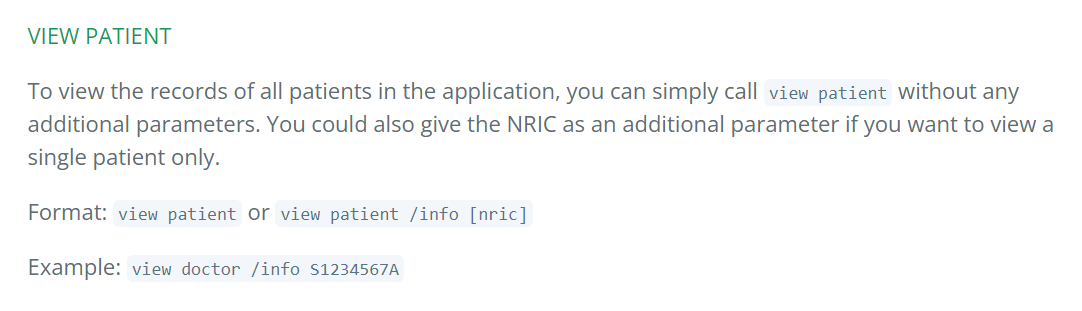 VIEW PATIENT
To view the records of all patients in the application, you can simply call view patient without any
additional parameters. You could also give the NRIC as an additional parameter if you want to view a
single patient only.
Format: view patient or view patient /info [nric]
Example: view doctor /info S1234567A